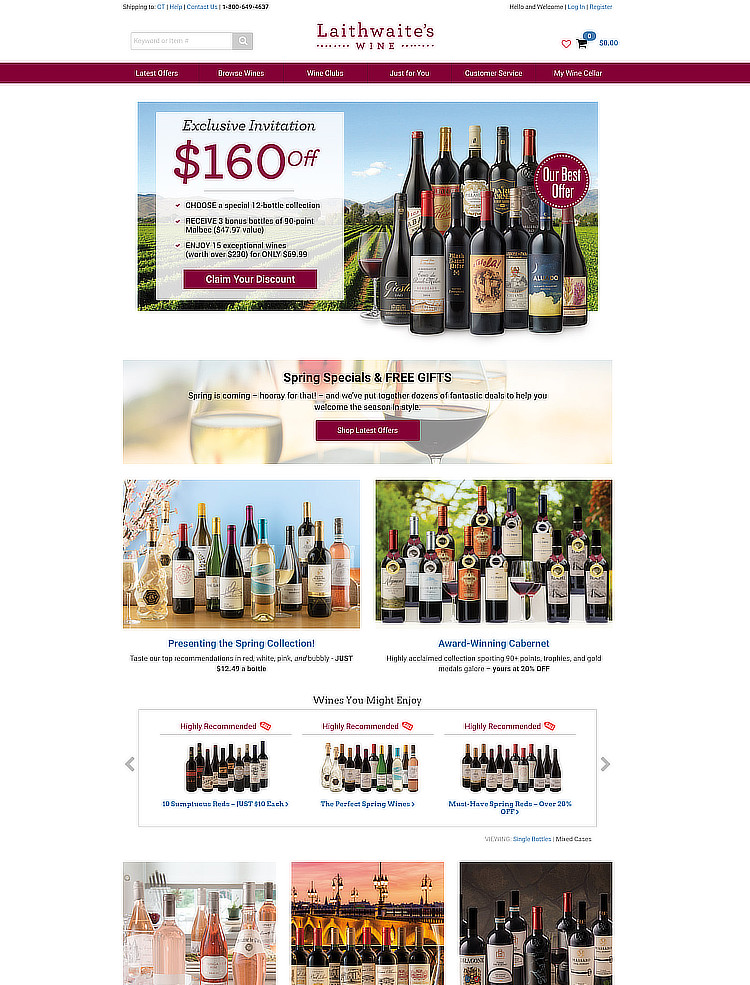 Shipping to: CT | Help | Contact Us | 1-800-649-4637
Hello and Welcome | Log In | Register
Keyword or Item #
Laithwaite's
WINE
0
$0.00
Latest Offers
Browse Wines
Wine Clubs
Just for You
Customer Service
My Wine Cellar
Exclusive Invitation
$160 Off
CHOOSE a special 12-bottle collection
RECEIVE 3 bonus bottles of 90-point
Malbec ($47.97 value)
ENJOY 15 exceptional wines
(worth over $230) for ONLY $69.99
Claim Your Discount
Our Best
Offer
Spring Specials & FREE GIFTS
Spring is coming – hooray for that! – and we've put together dozens of fantastic deals to help you
welcome the season in style.
Shop Latest Offers
Presenting the Spring Collection!
Taste our top recommendations in red, white, pink, and bubbly - JUST
$12.49 a bottle
Award-Winning Cabernet
Highly acclaimed collection sporting 90+ points, trophies, and gold
medals galore – yours at 20% OFF
Wines You Might Enjoy
Highly Recommended
Highly Recommended
Highly Recommended
10 Sumptuous Reds – JUST $10 Each >
The Perfect Spring Wines >
Must-Have Spring Reds – Over 20%
OFF >
VIEWING: Single Bottles | Mixed Cases